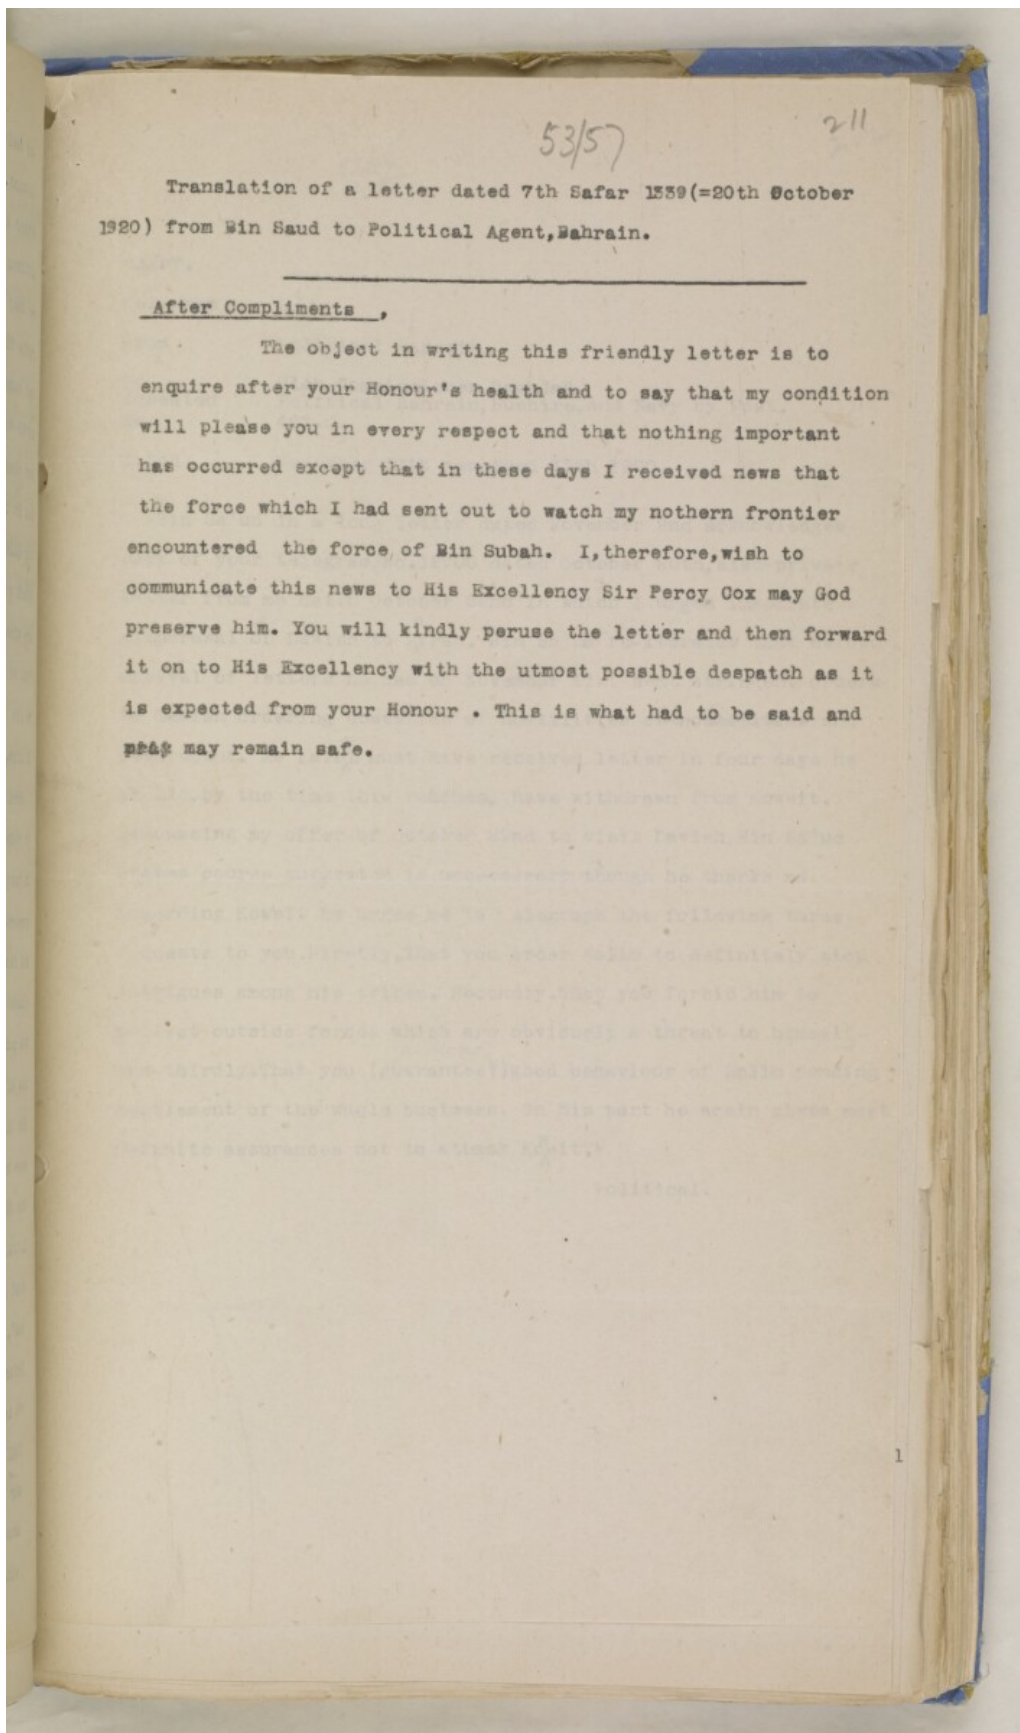 53/57
211
Translation of a letter dated 7th Safar 1339(=20th October
1920) from Bin Saud to Political Agent,Bahrain.
After Compliments ,
The object in writing this friendly letter is to
enquire after your Honour's health and to say that my condition
will please you in every respect and that nothing important
has occurred except that in these days I received news that
the force which I had sent out to watch my nothern frontier
encountered the force of Bin Subah. I,therefore,wish to
communicate this news to His Excellency Sir Percy Cox may God
preserve him. You will kindly peruse the letter and then forward
it on to His Excellency with the utmost possible despatch as it
is expected from your Honour . This is what had to be said and
may remain safe.
1